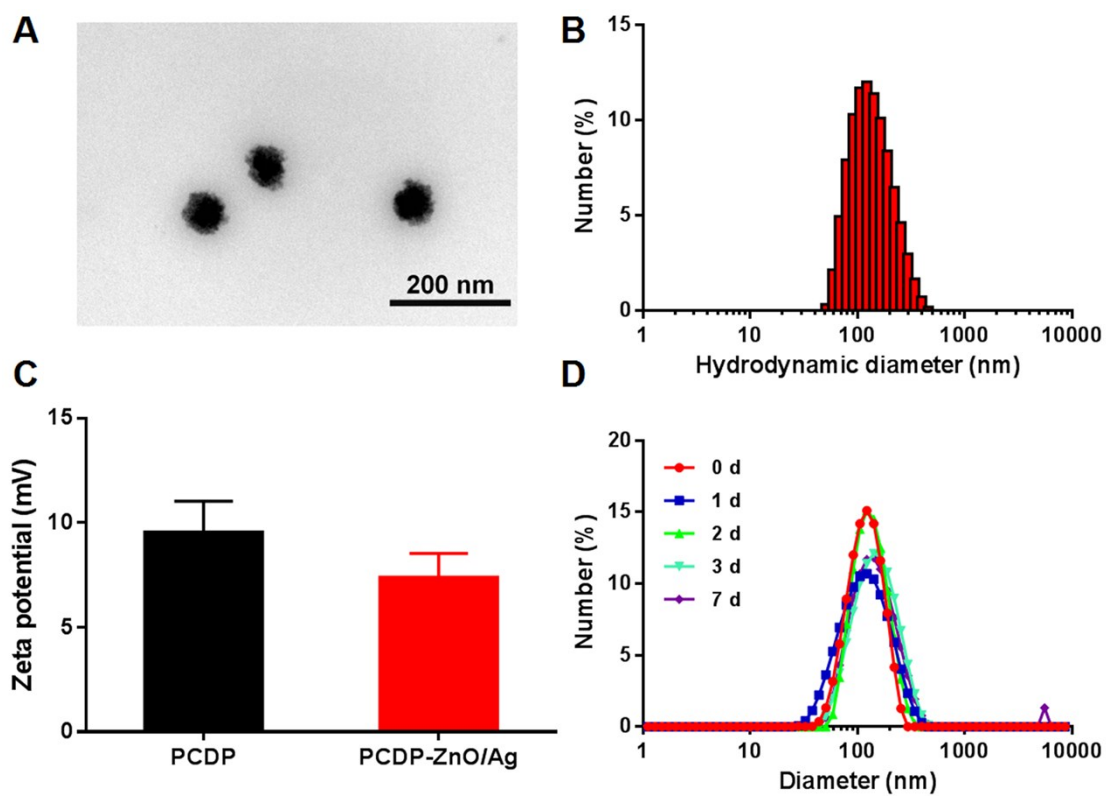 A
200 nm
B
15
10
5
0
Number (%)
1 10 100 1000 10000
Hydrodynamic diameter (nm)
C
15
10
5
0
Zeta potential (mV)
PCDP PCDP-ZnO/Ag
D
20
15
10
5
0
Number (%)
0 d
1 d
2 d
3 d
7 d
1 10 100 1000 10000
Diameter (nm)